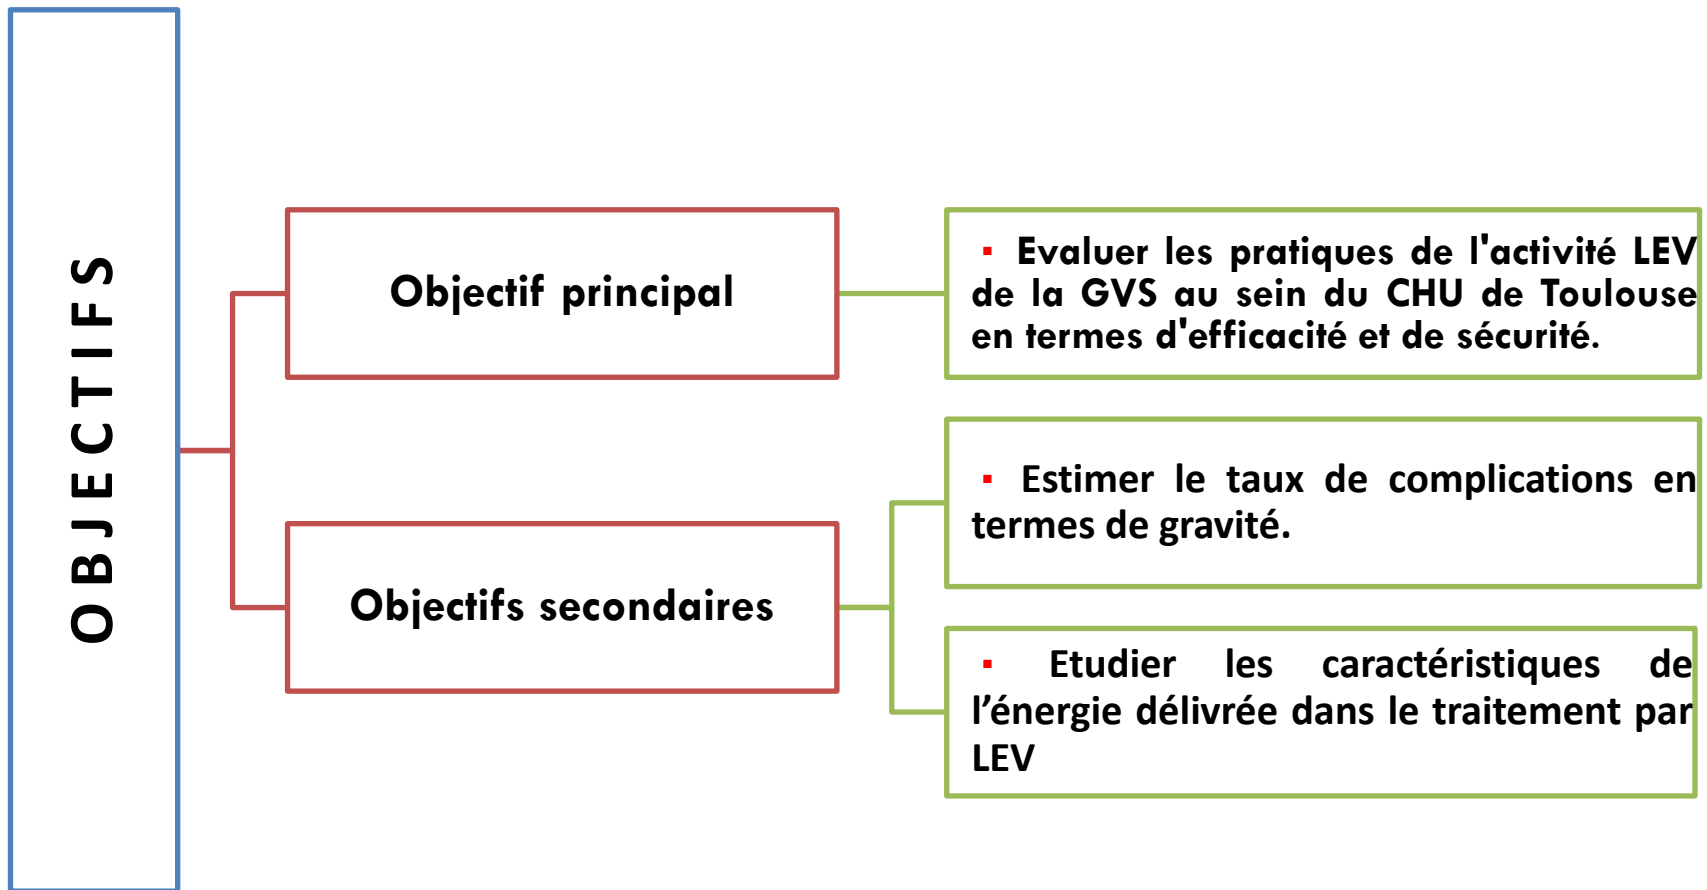 OBJECTIFS
Objectif principal
▪ Evaluer les pratiques de l'activité LEV
de la GVS au sein du CHU de Toulouse
en termes d'efficacité et de sécurité.
Objectifs secondaires
▪ Estimer le taux de complications en
termes de gravité.
▪ Etudier les caractéristiques de
l’énergie délivrée dans le traitement par
LEV